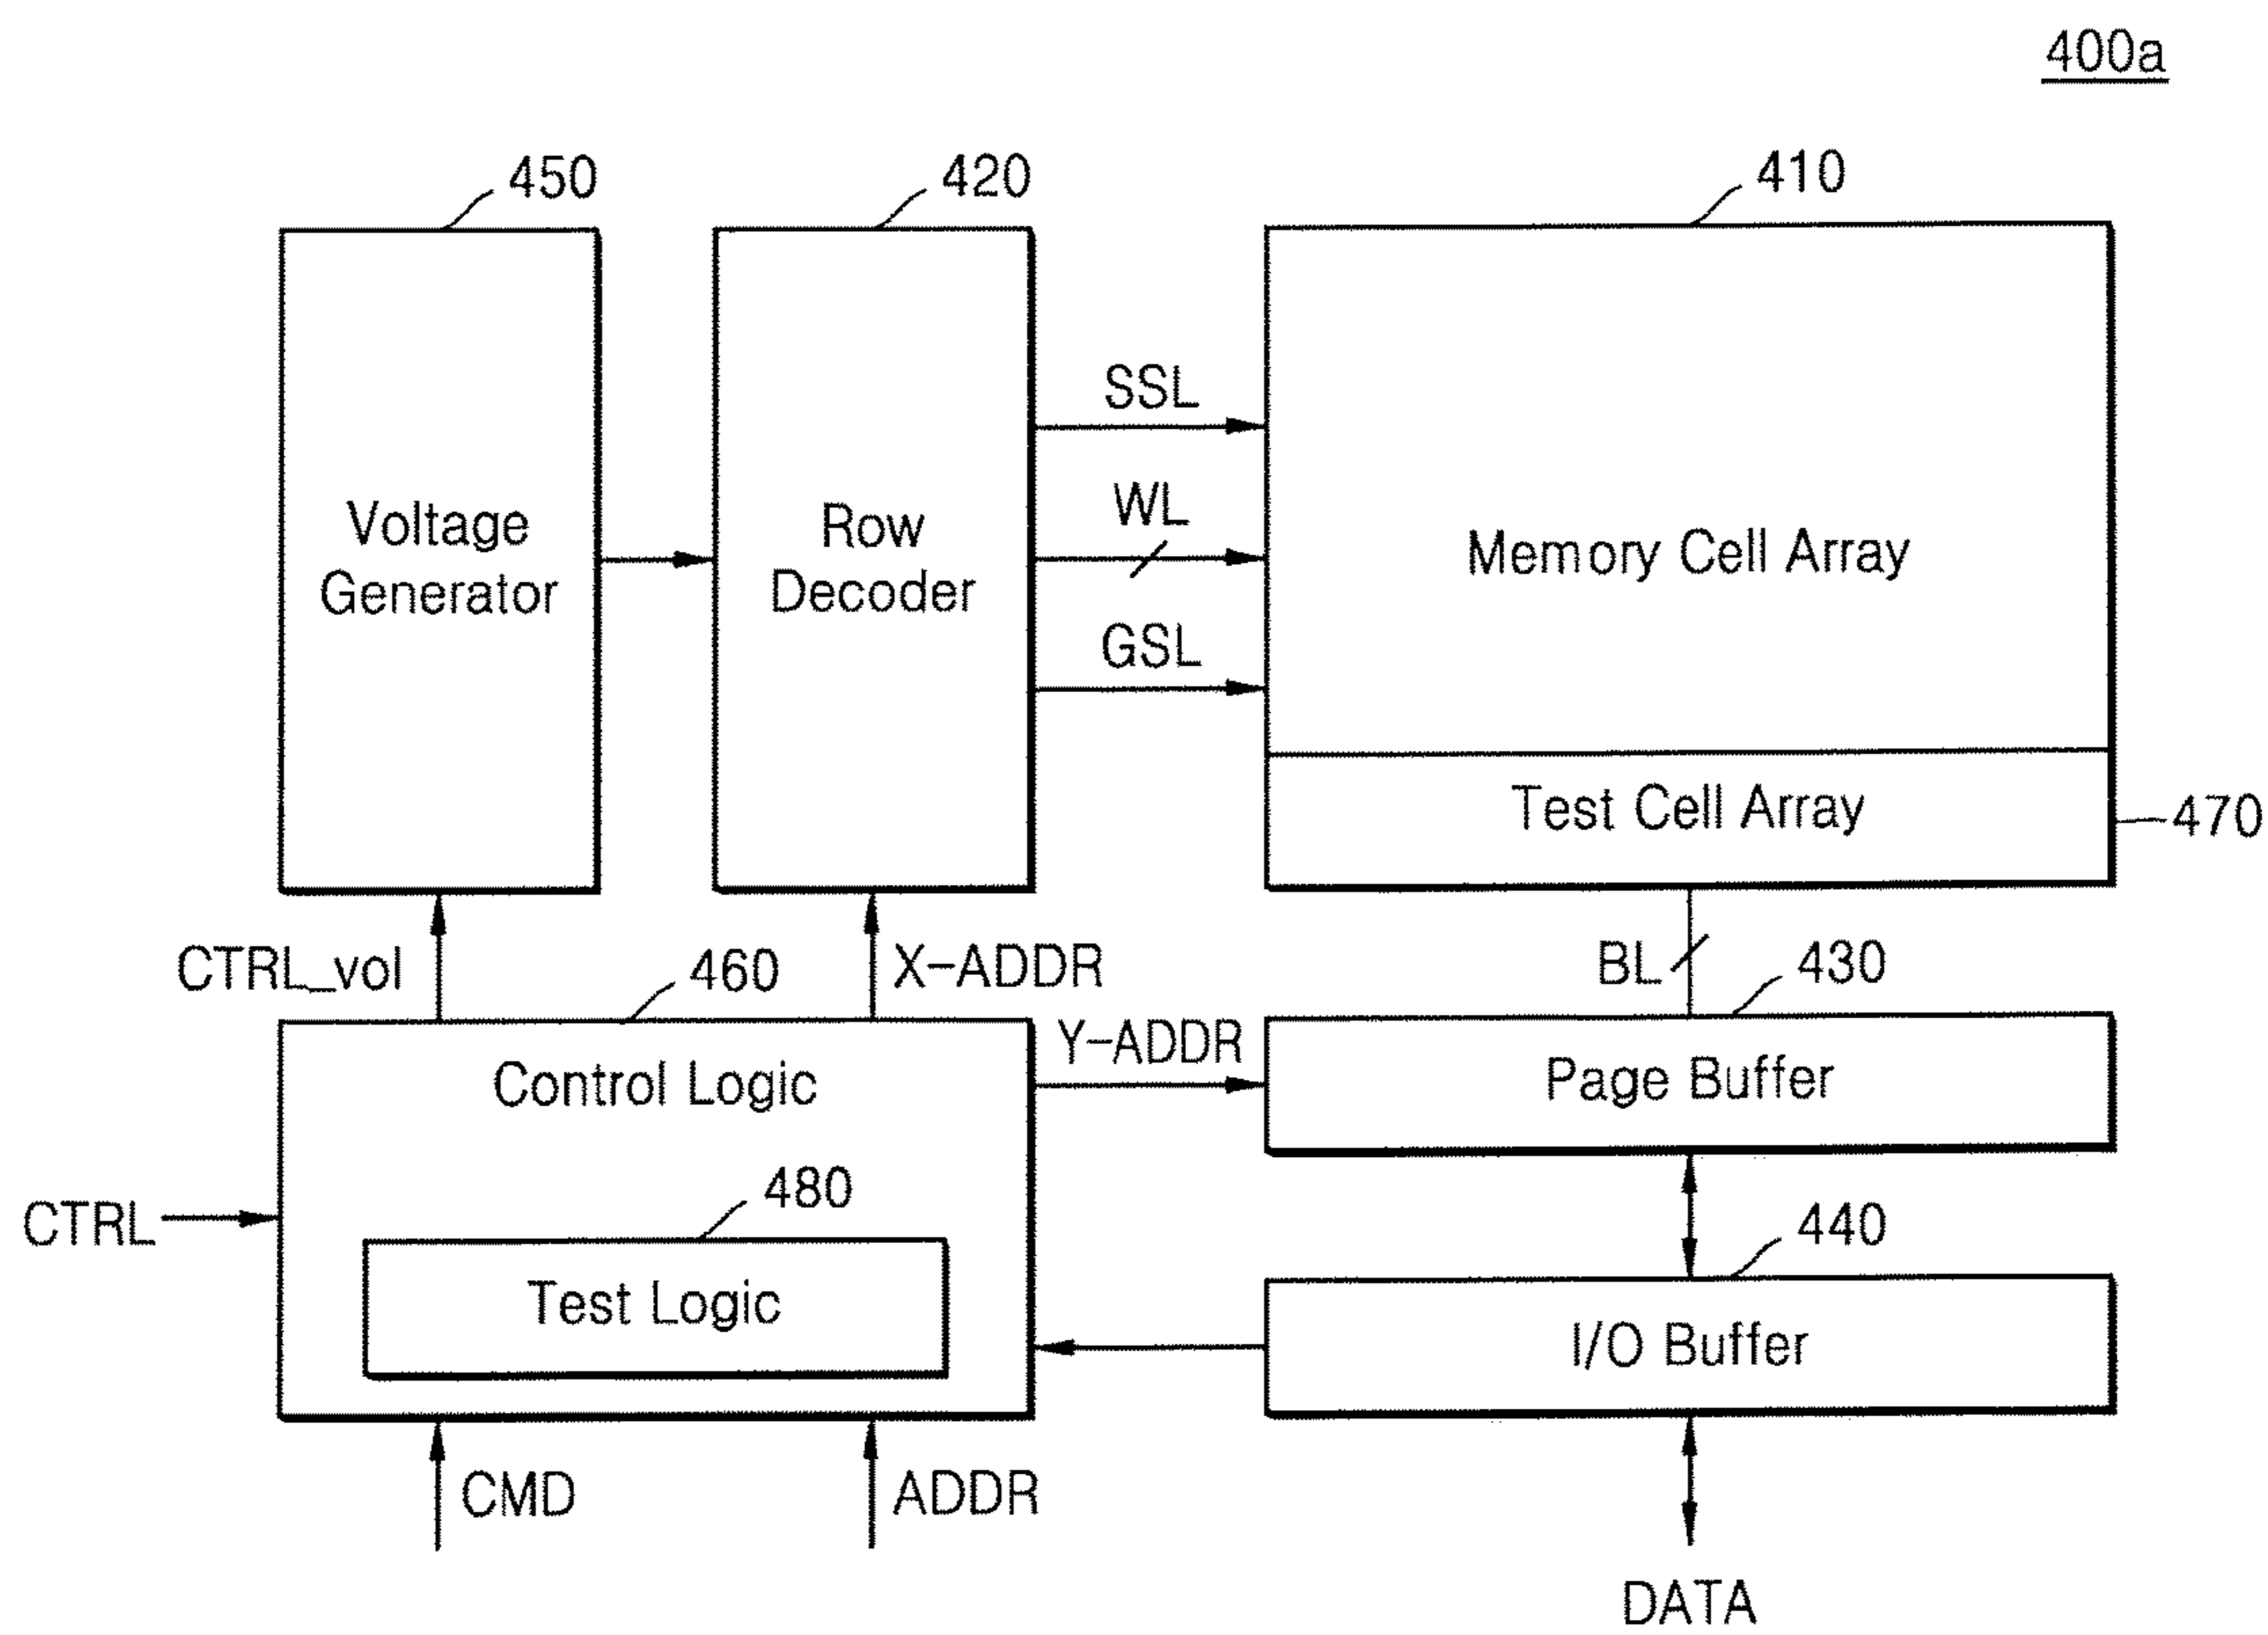 400a
450
420
410
Voltage
Generator
Row
Decoder
SSL
WL
GSL
Memory Cell Array
Test Cell Array
470
CTRL_vol
460
X-ADDR
BL
430
Control Logic
Y-ADDR
Page Buffer
CTRL
480
Test Logic
440
I/O Buffer
CMD
ADDR
DATA